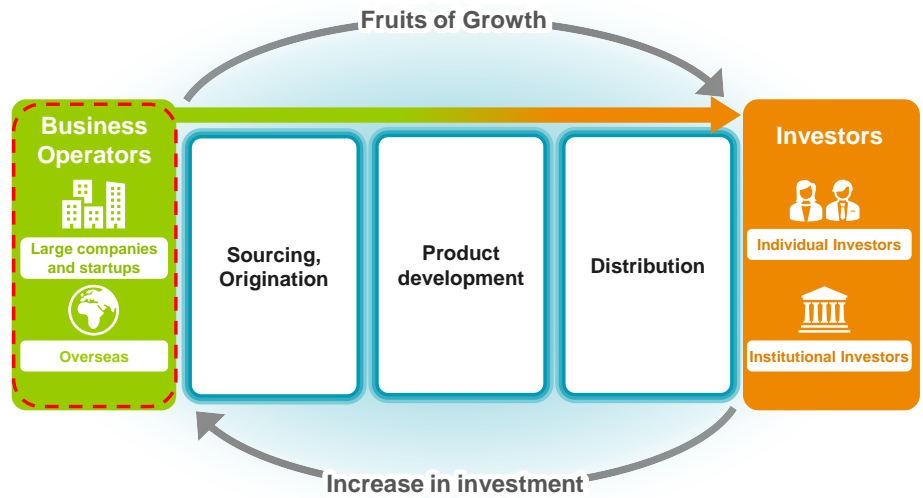 Fruits of Growth
Business
Operators
Large companies
and startups
Overseas
Sourcing,
Origination
Product
development
Distribution
Investors
Individual Investors
Institutional Investors
Increase in investment